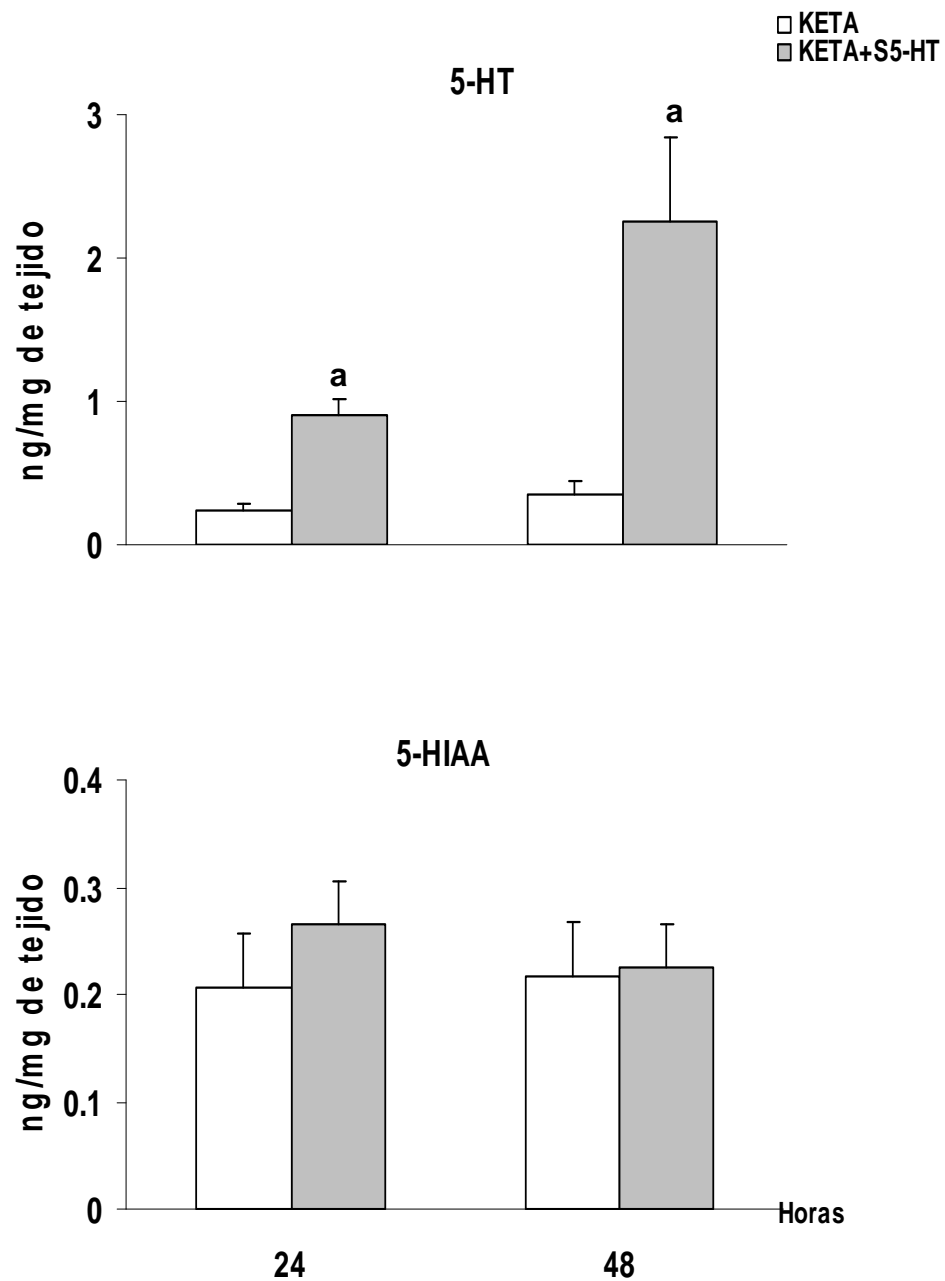 KETA
KETA+S5-HT
5-HT
3
2
1
0
ng/mg de tejido
a
a
5-HIAA
0.4
0.3
0.2
0.1
0
ng/mg de tejido
Horas
24 48